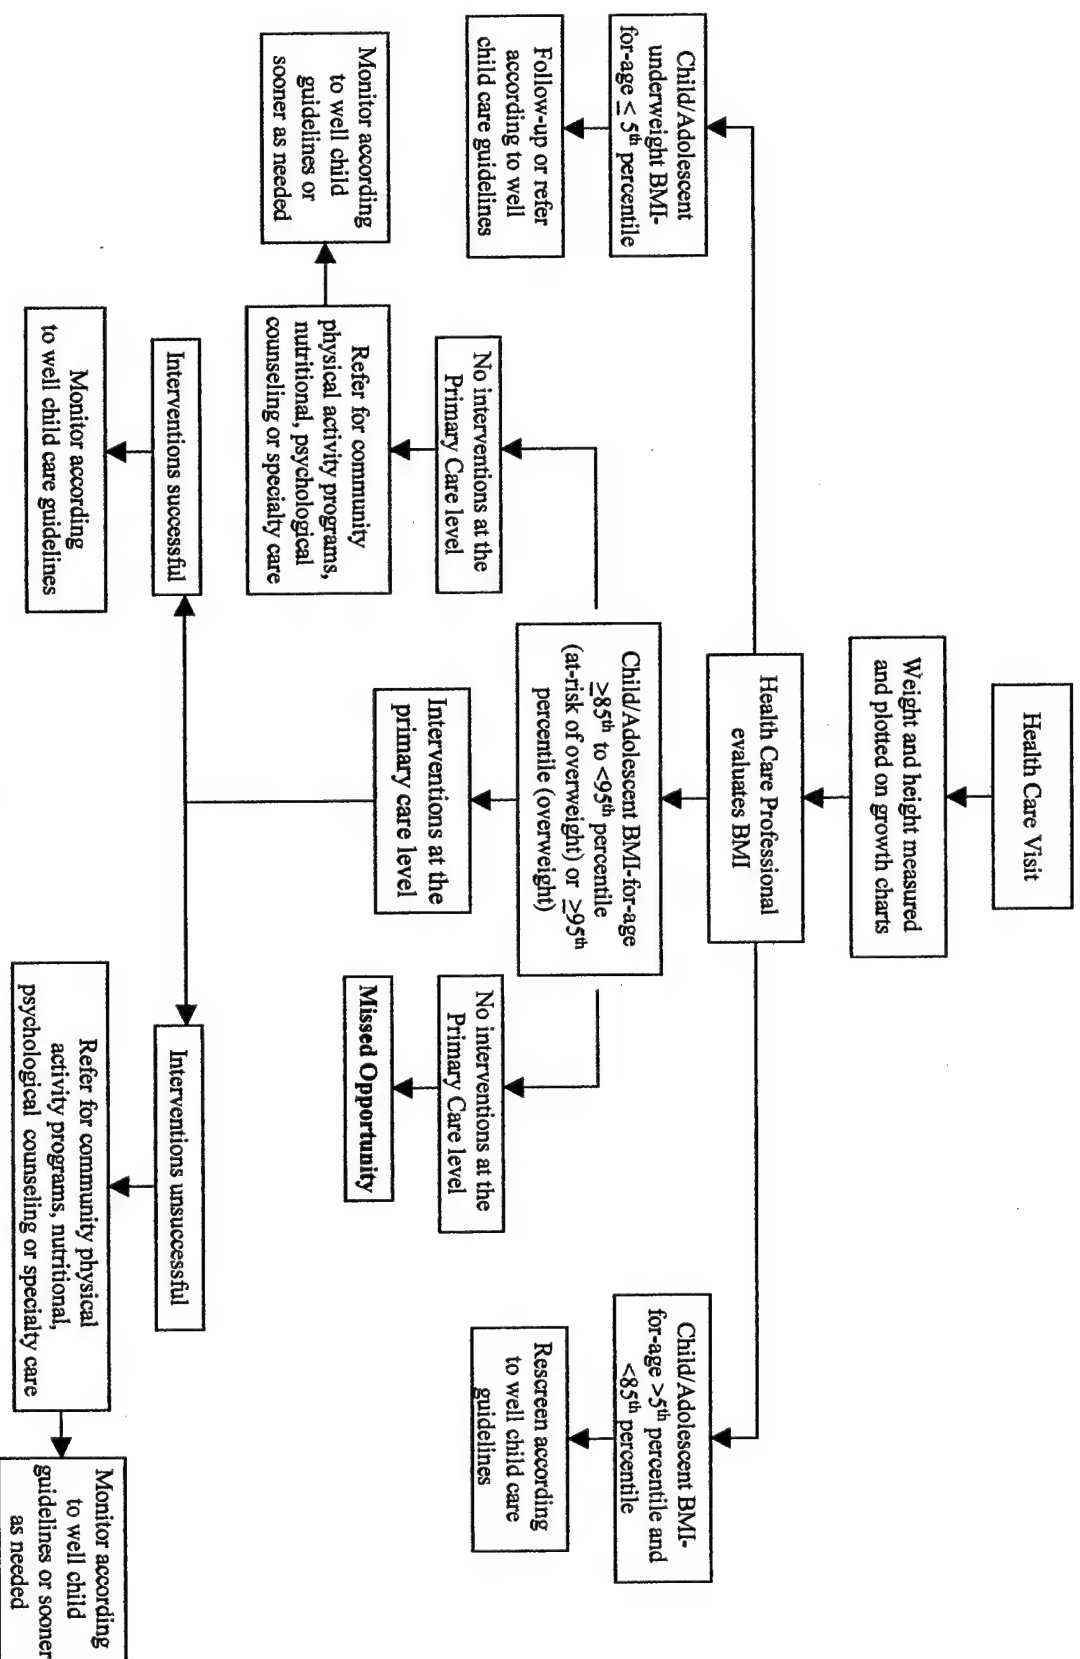 Health Care Visit
Weight and height measured
and plotted on growth charts
Health Care Professional
evaluates BMI
Child/Adolescent
underweight BMI-
for-age ≤ 5th percentile
Follow-up or refer
according to well
child care guidelines
Child/Adolescent BMI-for-age
≥85th to <95th percentile
(at-risk of overweight) or ≥95th
percentile (overweight)
Child/Adolescent BMI-
for-age >5th percentile and
<85th percentile
Rescreen according
to well child care
guidelines
No interventions at the
Primary Care level
Refer for community
physical activity programs,
nutritional, psychological
counseling or specialty care
Monitor according
to well child
guidelines or
sooner as needed
Interventions at the
primary care level
No interventions at the
Primary Care level
Missed Opportunity
Interventions successful
Monitor according
to well child care guidelines
Interventions unsuccessful
Refer for community physical
activity programs, nutritional,
psychological counseling or specialty care
Monitor according
to well child
guidelines or sooner
as needed